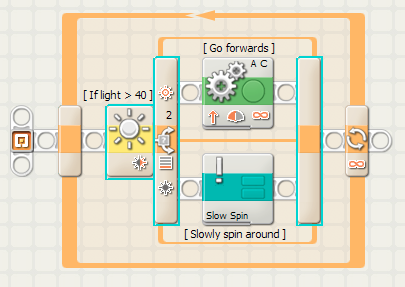 [ Go forwards ]
[ If light > 40 ]
A C
2
Slow Spin
[ Slowly spin around ]